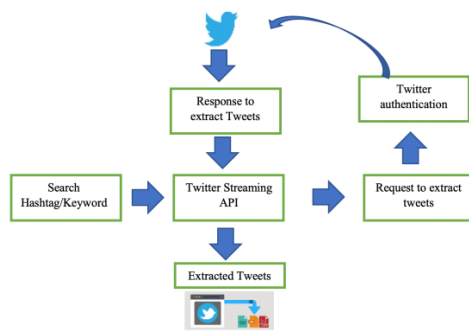 Response to
extract Tweets
Twitter
authentication
Search
Hashtag/Keyword
Twitter Streaming
API
Request to extract
tweets
Extracted Tweets